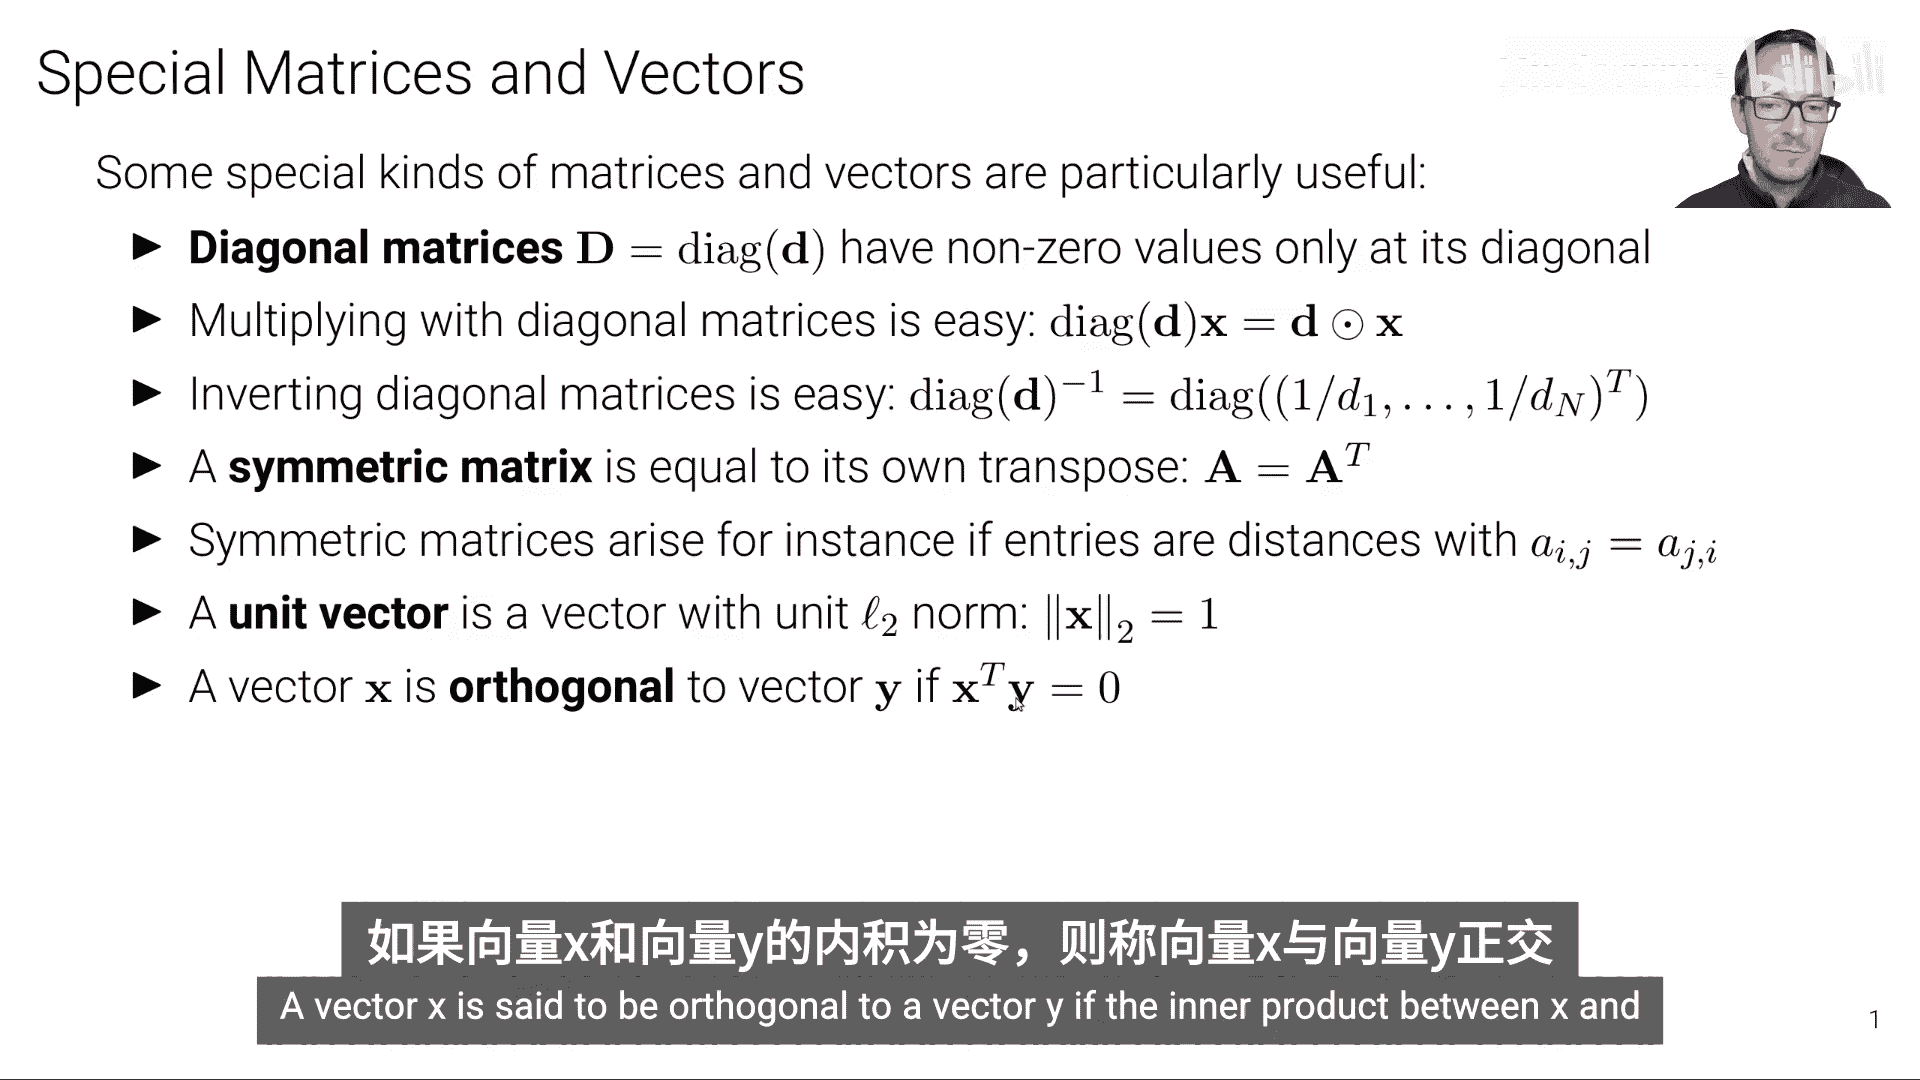 Special Matrices and Vectors
bilibili
Some special kinds of matrices and vectors are particularly useful:
▶ Diagonal matrices D = diag(d) have non-zero values only at its diagonal
▶ Multiplying with diagonal matrices is easy: diag(d)x = d ⊙ x
▶ Inverting diagonal matrices is easy: diag(d)⁻¹ = diag((1/d₁, . . . , 1/d_N)^T)
▶ A symmetric matrix is equal to its own transpose: A = A^T
▶ Symmetric matrices arise for instance if entries are distances with a_{i,j} = a_{j,i}
▶ A unit vector is a vector with unit ℓ₂ norm: ‖x‖₂ = 1
▶ A vector x is orthogonal to vector y if x^T y = 0
如果向量x和向量y的内积为零，则称向量x与向量y正交
A vector x is said to be orthogonal to a vector y if the inner product between x and
1